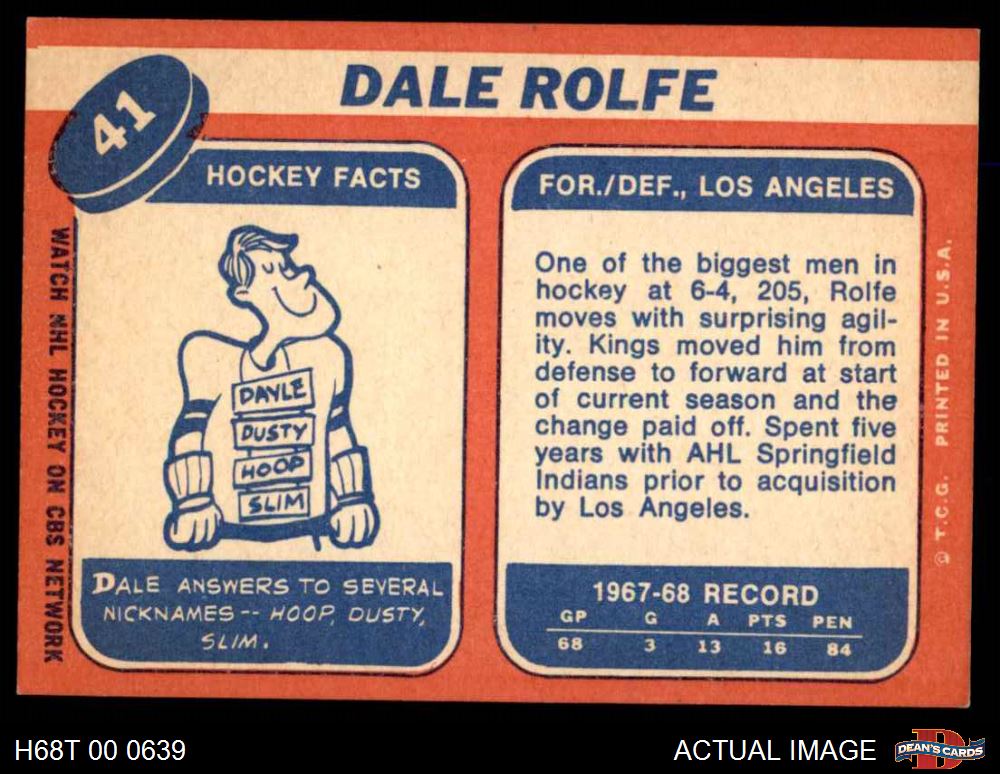 41
DALE ROLFE
HOCKEY FACTS
DAYLE
DUSTY
HOOP
SLIM
DALE ANSWERS TO SEVERAL
NICKNAMES -- HOOP, DUSTY,
SLIM.
FOR./DEF., LOS ANGELES
One of the biggest men in
hockey at 6-4, 205, Rolfe
moves with surprising agil-
ity. Kings moved him from
defense to forward at start
of current season and the
change paid off. Spent five
years with AHL Springfield
Indians prior to acquisition
by Los Angeles.
1967-68 RECORD
GP G A PTS PEN
68 3 13 16 84
WATCH NHL HOCKEY ON CBS NETWORK
© T.C.G. PRINTED IN U.S.A.
H68T 00 0639
ACTUAL IMAGE
DEAN'S CARDS